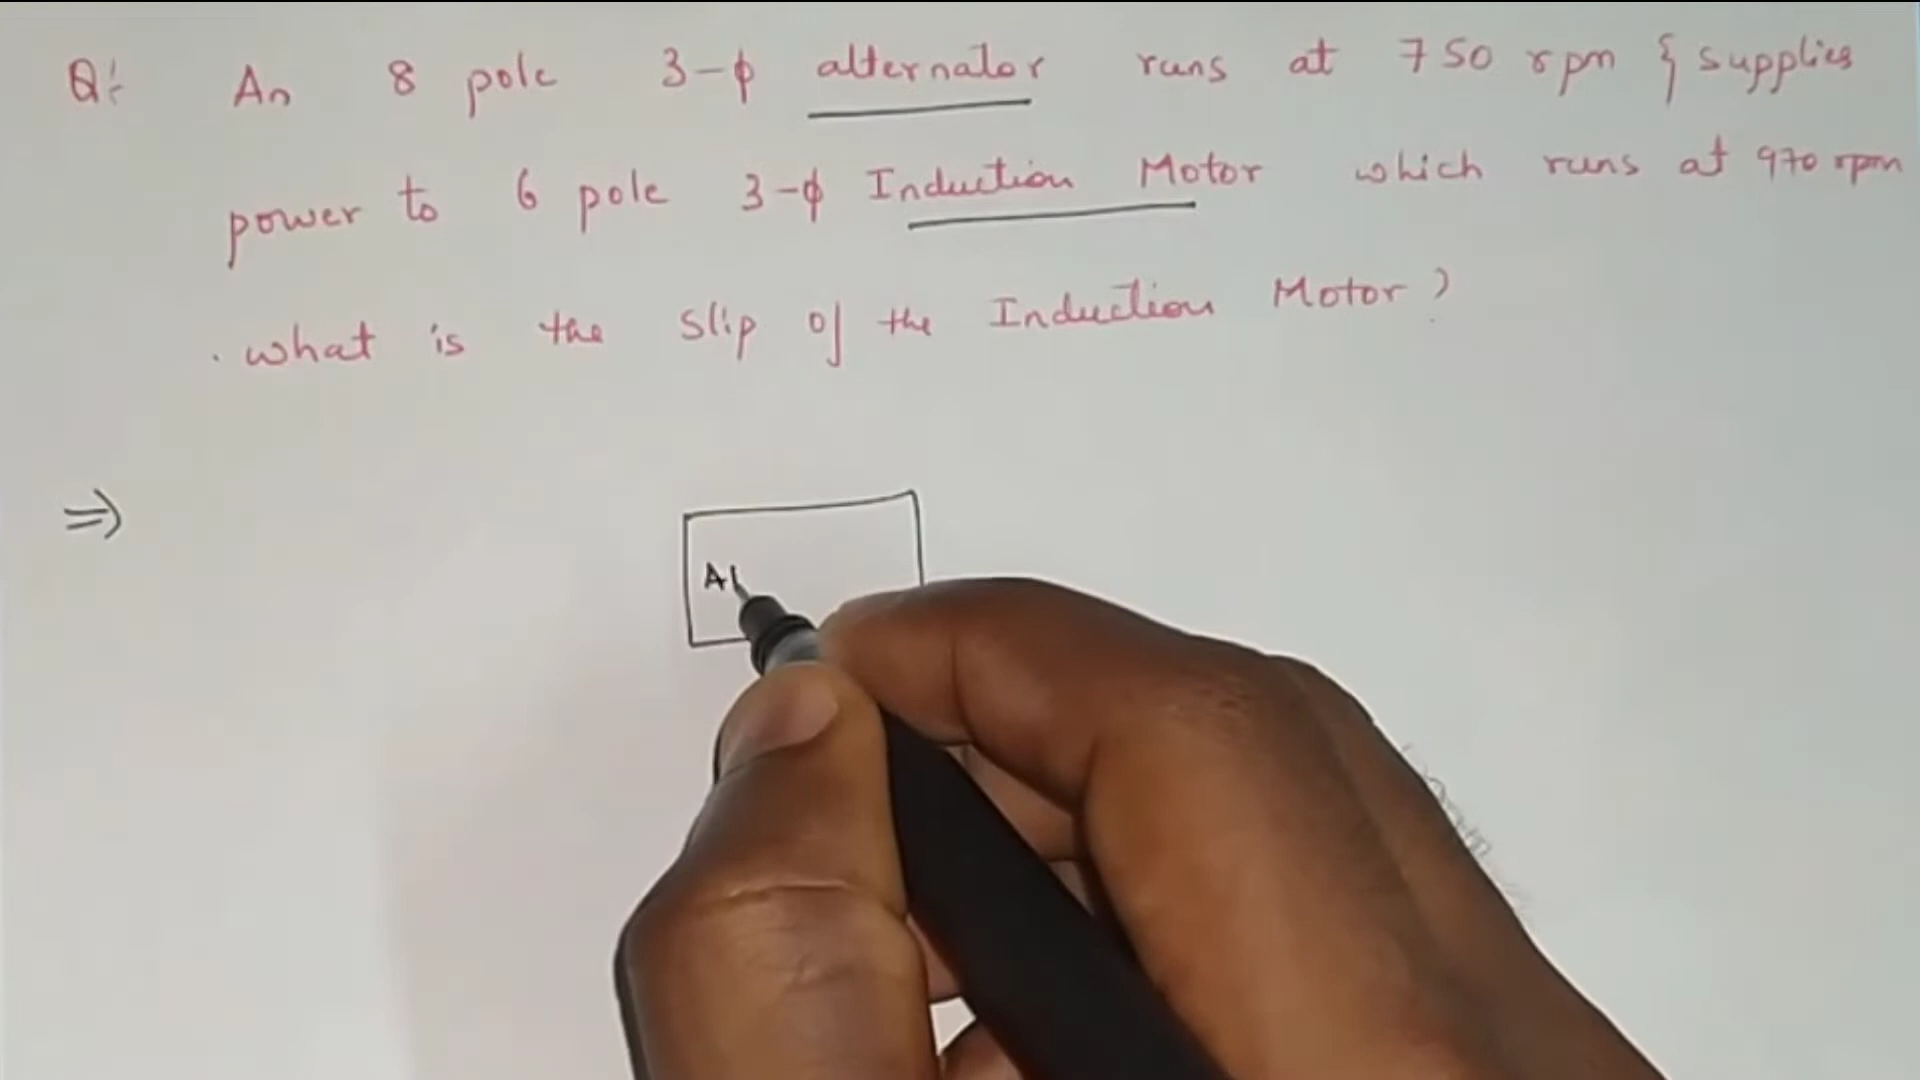 Q:- An 8 pole 3-ϕ alternator runs at 750 rpm & supplies
power to 6 pole 3-ϕ Induction Motor which runs at 970 rpm
. what is the slip of the Induction Motor?
⇒
Al